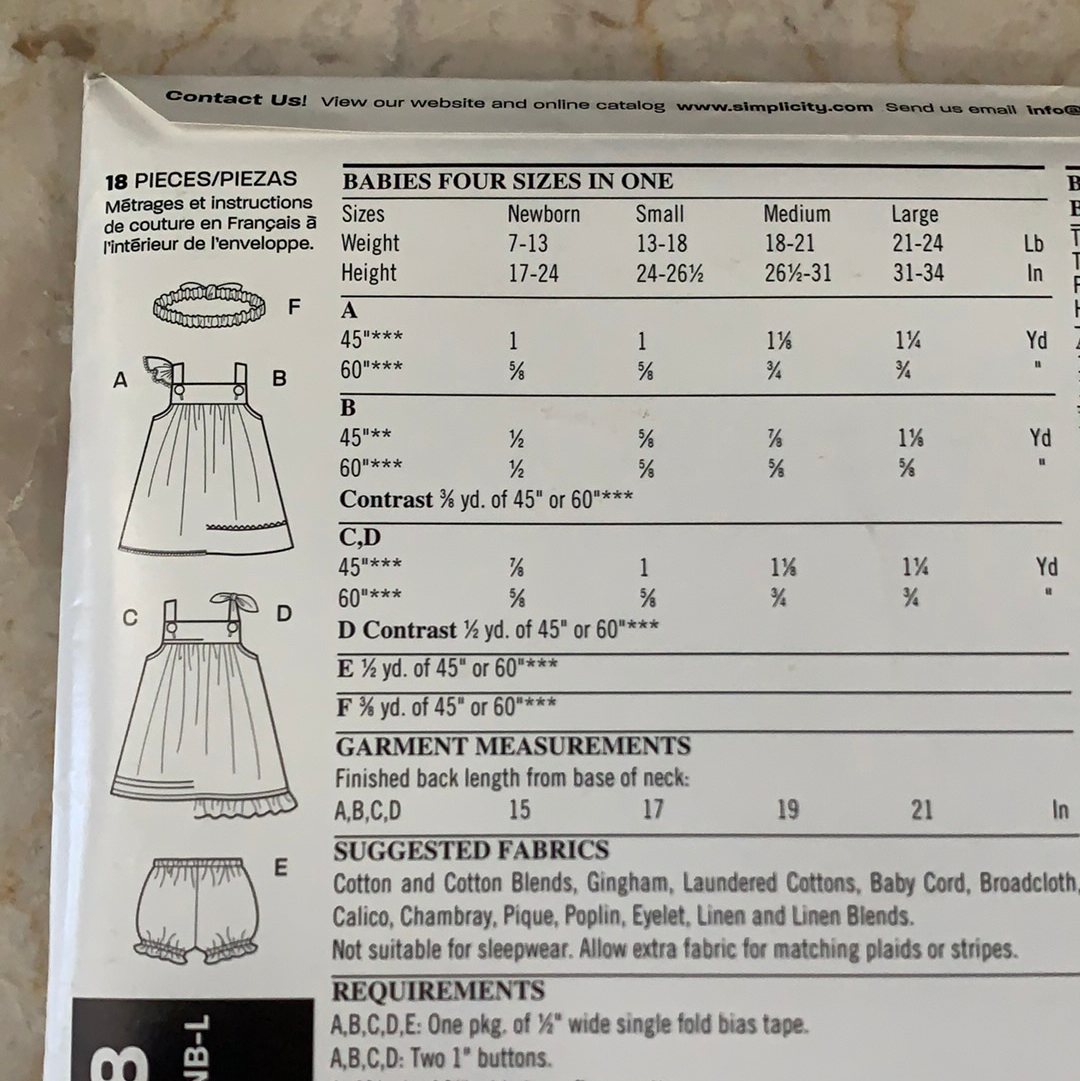 Contact Us! View our website and online catalog www.simplicity.com Send us email info@
18 PIECES/PIEZAS
Métrages et instructions
de couture en Français à
l'intérieur de l'enveloppe.
F
A
B
C
D
E
NB-L
8
BABIES FOUR SIZES IN ONE
Sizes Newborn Small Medium Large
Weight 7-13 13-18 18-21 21-24 Lb
Height 17-24 24-26½ 26½-31 31-34 In
A
45"*** 1 1 1⅛ 1¼ Yd
60"*** ⅝ ⅝ ¾ ¾ "
B
45"** ½ ⅝ ⅞ 1⅛ Yd
60"*** ½ ⅝ ⅝ ⅝ "
Contrast ⅜ yd. of 45" or 60"***
C,D
45"*** ⅞ 1 1⅛ 1¼ Yd
60"*** ⅝ ⅝ ¾ ¾ "
D Contrast ½ yd. of 45" or 60"***
E ½ yd. of 45" or 60"***
F ⅜ yd. of 45" or 60"***
GARMENT MEASUREMENTS
Finished back length from base of neck:
A,B,C,D 15 17 19 21 In
SUGGESTED FABRICS
Cotton and Cotton Blends, Gingham, Laundered Cottons, Baby Cord, Broadcloth,
Calico, Chambray, Pique, Poplin, Eyelet, Linen and Linen Blends.
Not suitable for sleepwear. Allow extra fabric for matching plaids or stripes.
REQUIREMENTS
A,B,C,D,E: One pkg. of ½" wide single fold bias tape.
A,B,C,D: Two 1" buttons.